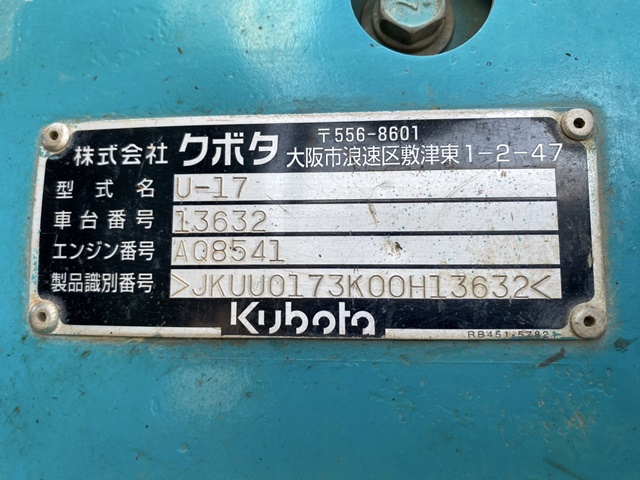 株式会社 クボタ 〒556-8601
大阪市浪速区敷津東1-2-47
型式名 U-17
車台番号 13632
エンジン番号 AQ8541
製品識別番号 >JKUU0173K00H13632<
Kubota